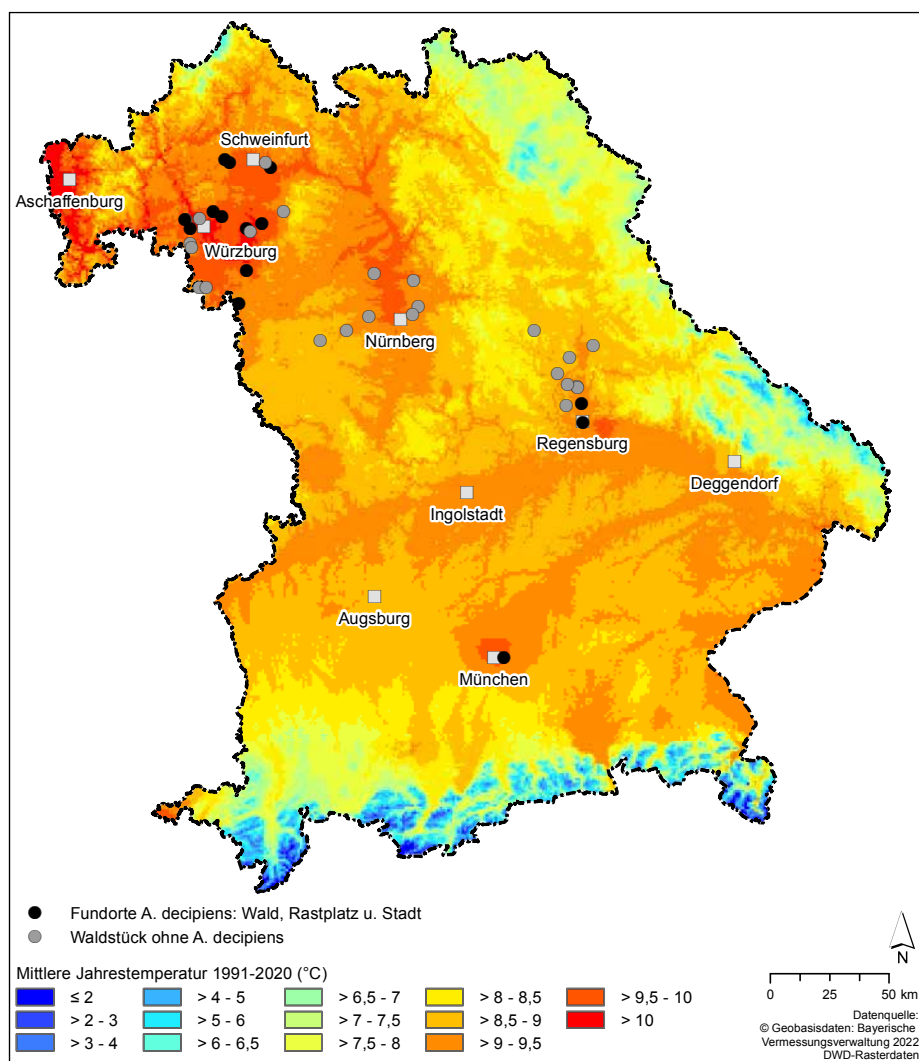 Schweinfurt
Aschaffenburg
Würzburg
Nürnberg
Regensburg
Deggendorf
Ingolstadt
Augsburg
München
Fundorte A. decipiens: Wald, Rastplatz u. Stadt
Waldstück ohne A. decipiens
N
Mittlere Jahrestemperatur 1991-2020 (°C)
≤ 2 > 4 - 5 > 6,5 - 7 > 8 - 8,5 > 9,5 - 10
> 2 - 3 > 5 - 6 > 7 - 7,5 > 8,5 - 9 > 10
> 3 - 4 > 6 - 6,5 > 7,5 - 8 > 9 - 9,5
0 25 50 km
Datenquelle:
© Geobasisdaten: Bayerische
Vermessungsverwaltung 2022
DWD-Rasterdaten